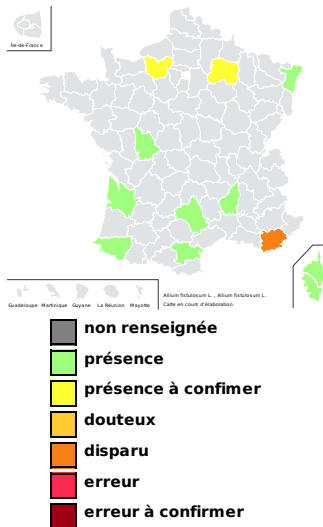 Île-de-France
Guadeloupe Martinique Guyane La Réunion Mayotte
Allium fistulosum L. , Allium fistulosum L.
Carte en cours d'élaboration.
non renseignée
présence
présence à confimer
douteux
disparu
erreur
erreur à confirmer